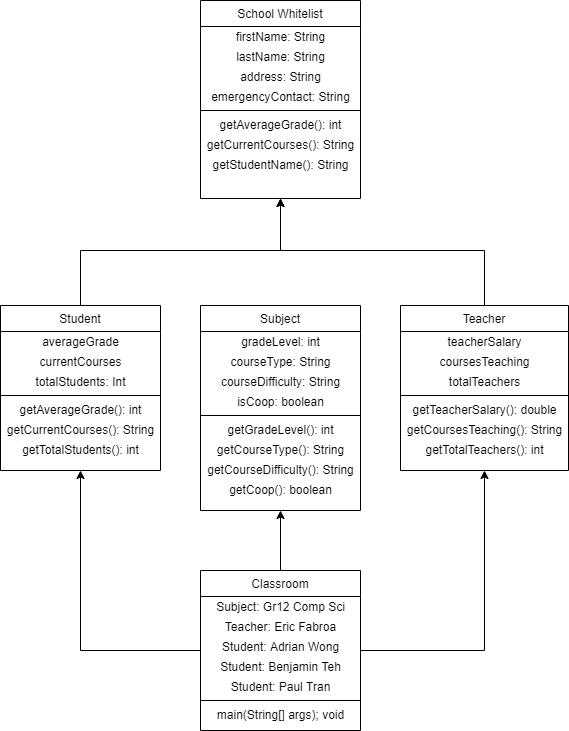 School Whitelist
firstName: String
lastName: String
address: String
emergencyContact: String
getAverageGrade(): int
getCurrentCourses(): String
getStudentName(): String
Student
averageGrade
currentCourses
totalStudents: Int
getAverageGrade(): int
getCurrentCourses(): String
getTotalStudents(): int
Subject
gradeLevel: int
courseType: String
courseDifficulty: String
isCoop: boolean
getGradeLevel(): int
getCourseType(): String
getCourseDifficulty(): String
getCoop(): boolean
Teacher
teacherSalary
coursesTeaching
totalTeachers
getTeacherSalary(): double
getCoursesTeaching(): String
getTotalTeachers(): int
Classroom
Subject: Gr12 Comp Sci
Teacher: Eric Fabroa
Student: Adrian Wong
Student: Benjamin Teh
Student: Paul Tran
main(String[] args); void